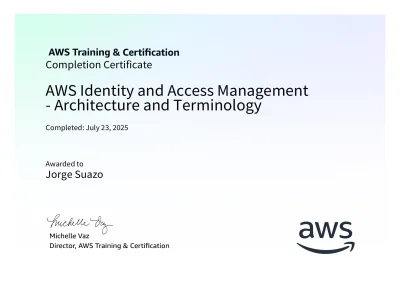 AWS Training & Certification
Completion Certificate
AWS Identity and Access Management
- Architecture and Terminology
Completed: July 23, 2025
Awarded to
Jorge Suazo
Michelle Vaz
Michelle Vaz
Director, AWS Training & Certification
aws